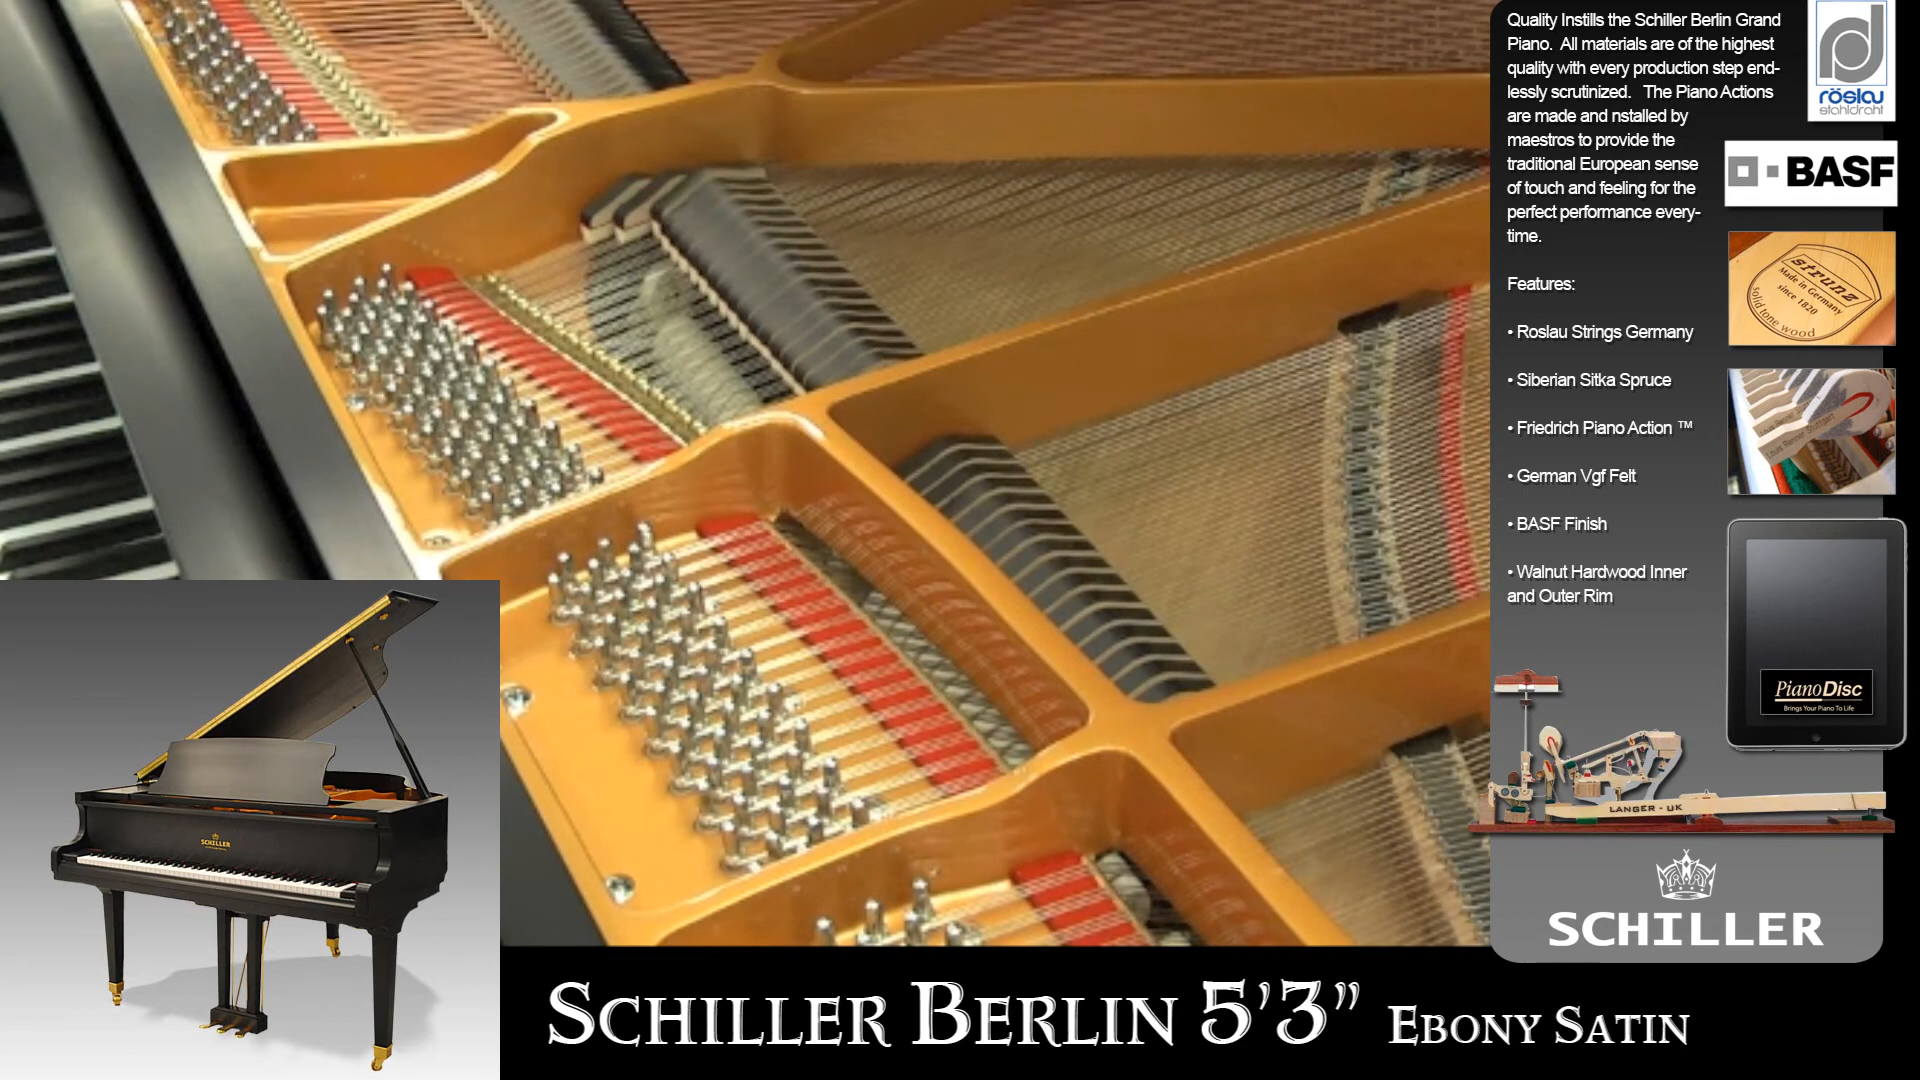 Quality Instills the Schiller Berlin Grand
Piano. All materials are of the highest
quality with every production step end-
lessly scrutinized. The Piano Actions
are made and nstalled by
maestros to provide the
traditional European sense
of touch and feeling for the
perfect performance every-
time.
Features:
• Roslau Strings Germany
• Siberian Sitka Spruce
• Friedrich Piano Action ™
• German Vgf Felt
• BASF Finish
• Walnut Hardwood Inner
and Outer Rim
röslau
stahldraht
BASF
strunz
Made in Germany
since 1820
solid tone wood
Louis Renner Stuttgart
PianoDisc
Brings Your Piano To Life
LANGER - UK
SCHILLER
SCHILLER
Schiller Berlin 5’3” Ebony Satin